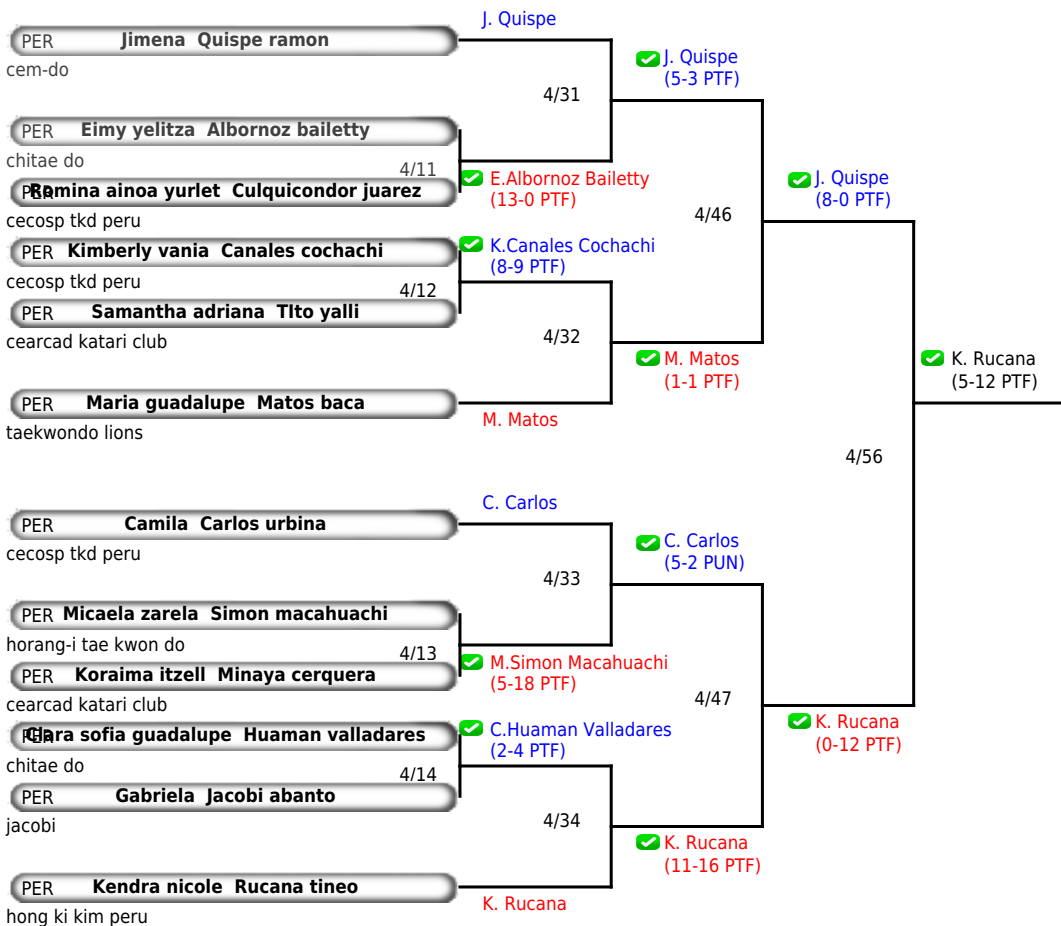 J. Quispe
PER Jimena Quispe ramon
cem-do
J. Quispe
(5-3 PTF)
4/31
PER Eimy yelitza Albornoz bailetty
chitae do
4/11
E.Albornoz Bailetty
(13-0 PTF)
PER Romina ainoa yurlet Culquicondor juarez
cecosp tkd peru
J. Quispe
(8-0 PTF)
4/46
K.Canales Cochachi
(8-9 PTF)
PER Kimberly vania Canales cochachi
cecosp tkd peru
4/12
PER Samantha adriana TIto yalli
cearcad katari club
4/32
M. Matos
(1-1 PTF)
K. Rucana
(5-12 PTF)
PER Maria guadalupe Matos baca
taekwondo lions
M. Matos
4/56
C. Carlos
PER Camila Carlos urbina
cecosp tkd peru
C. Carlos
(5-2 PUN)
4/33
PER Micaela zarela Simon macahuachi
horang-i tae kwon do
4/13
M.Simon Macahuachi
(5-18 PTF)
PER Koraima itzell Minaya cerquera
cearcad katari club
4/47
K. Rucana
(0-12 PTF)
C.Huaman Valladares
(2-4 PTF)
PER Clara sofia guadalupe Huaman valladares
chitae do
4/14
PER Gabriela Jacobi abanto
jacobi
4/34
K. Rucana
(11-16 PTF)
PER Kendra nicole Rucana tineo
hong ki kim peru
K. Rucana